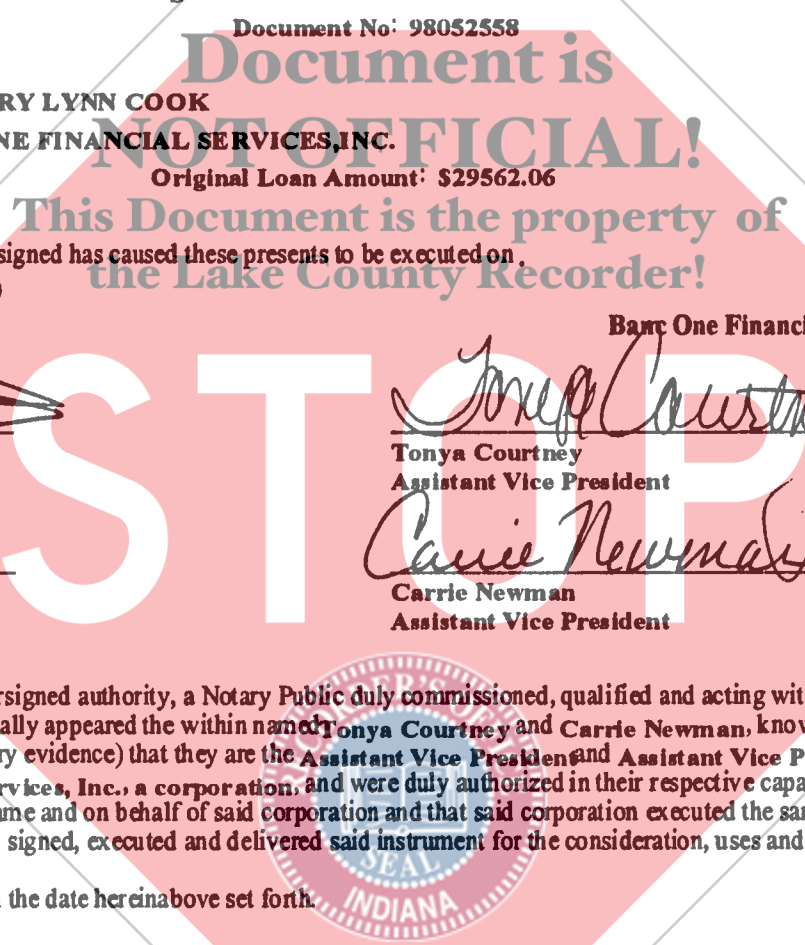 Document No: 98052558
Document is
RY LYNN COOK
NE FINANCIAL SERVICES,INC.
NOT OFFICIAL!
Original Loan Amount: $29562.06
This Document is the property of
signed has caused these presents to be executed on .
the Lake County Recorder!
Banc One Financi
STOP
Tonya Courtn
Tonya Courtney
Assistant Vice President
Carrie Newman
Carrie Newman
Assistant Vice President
rsigned authority, a Notary Public duly commissioned, qualified and acting wit
ally appeared the within named Tonya Courtney and Carrie Newman, know
ry evidence) that they are the Assistant Vice President and Assistant Vice P
rvices, Inc., a corporation, and were duly authorized in their respective capa
ame and on behalf of said corporation and that said corporation executed the sa
signed, executed and delivered said instrument for the consideration, uses and
SEAL
INDIANA
the date hereinabove set forth.